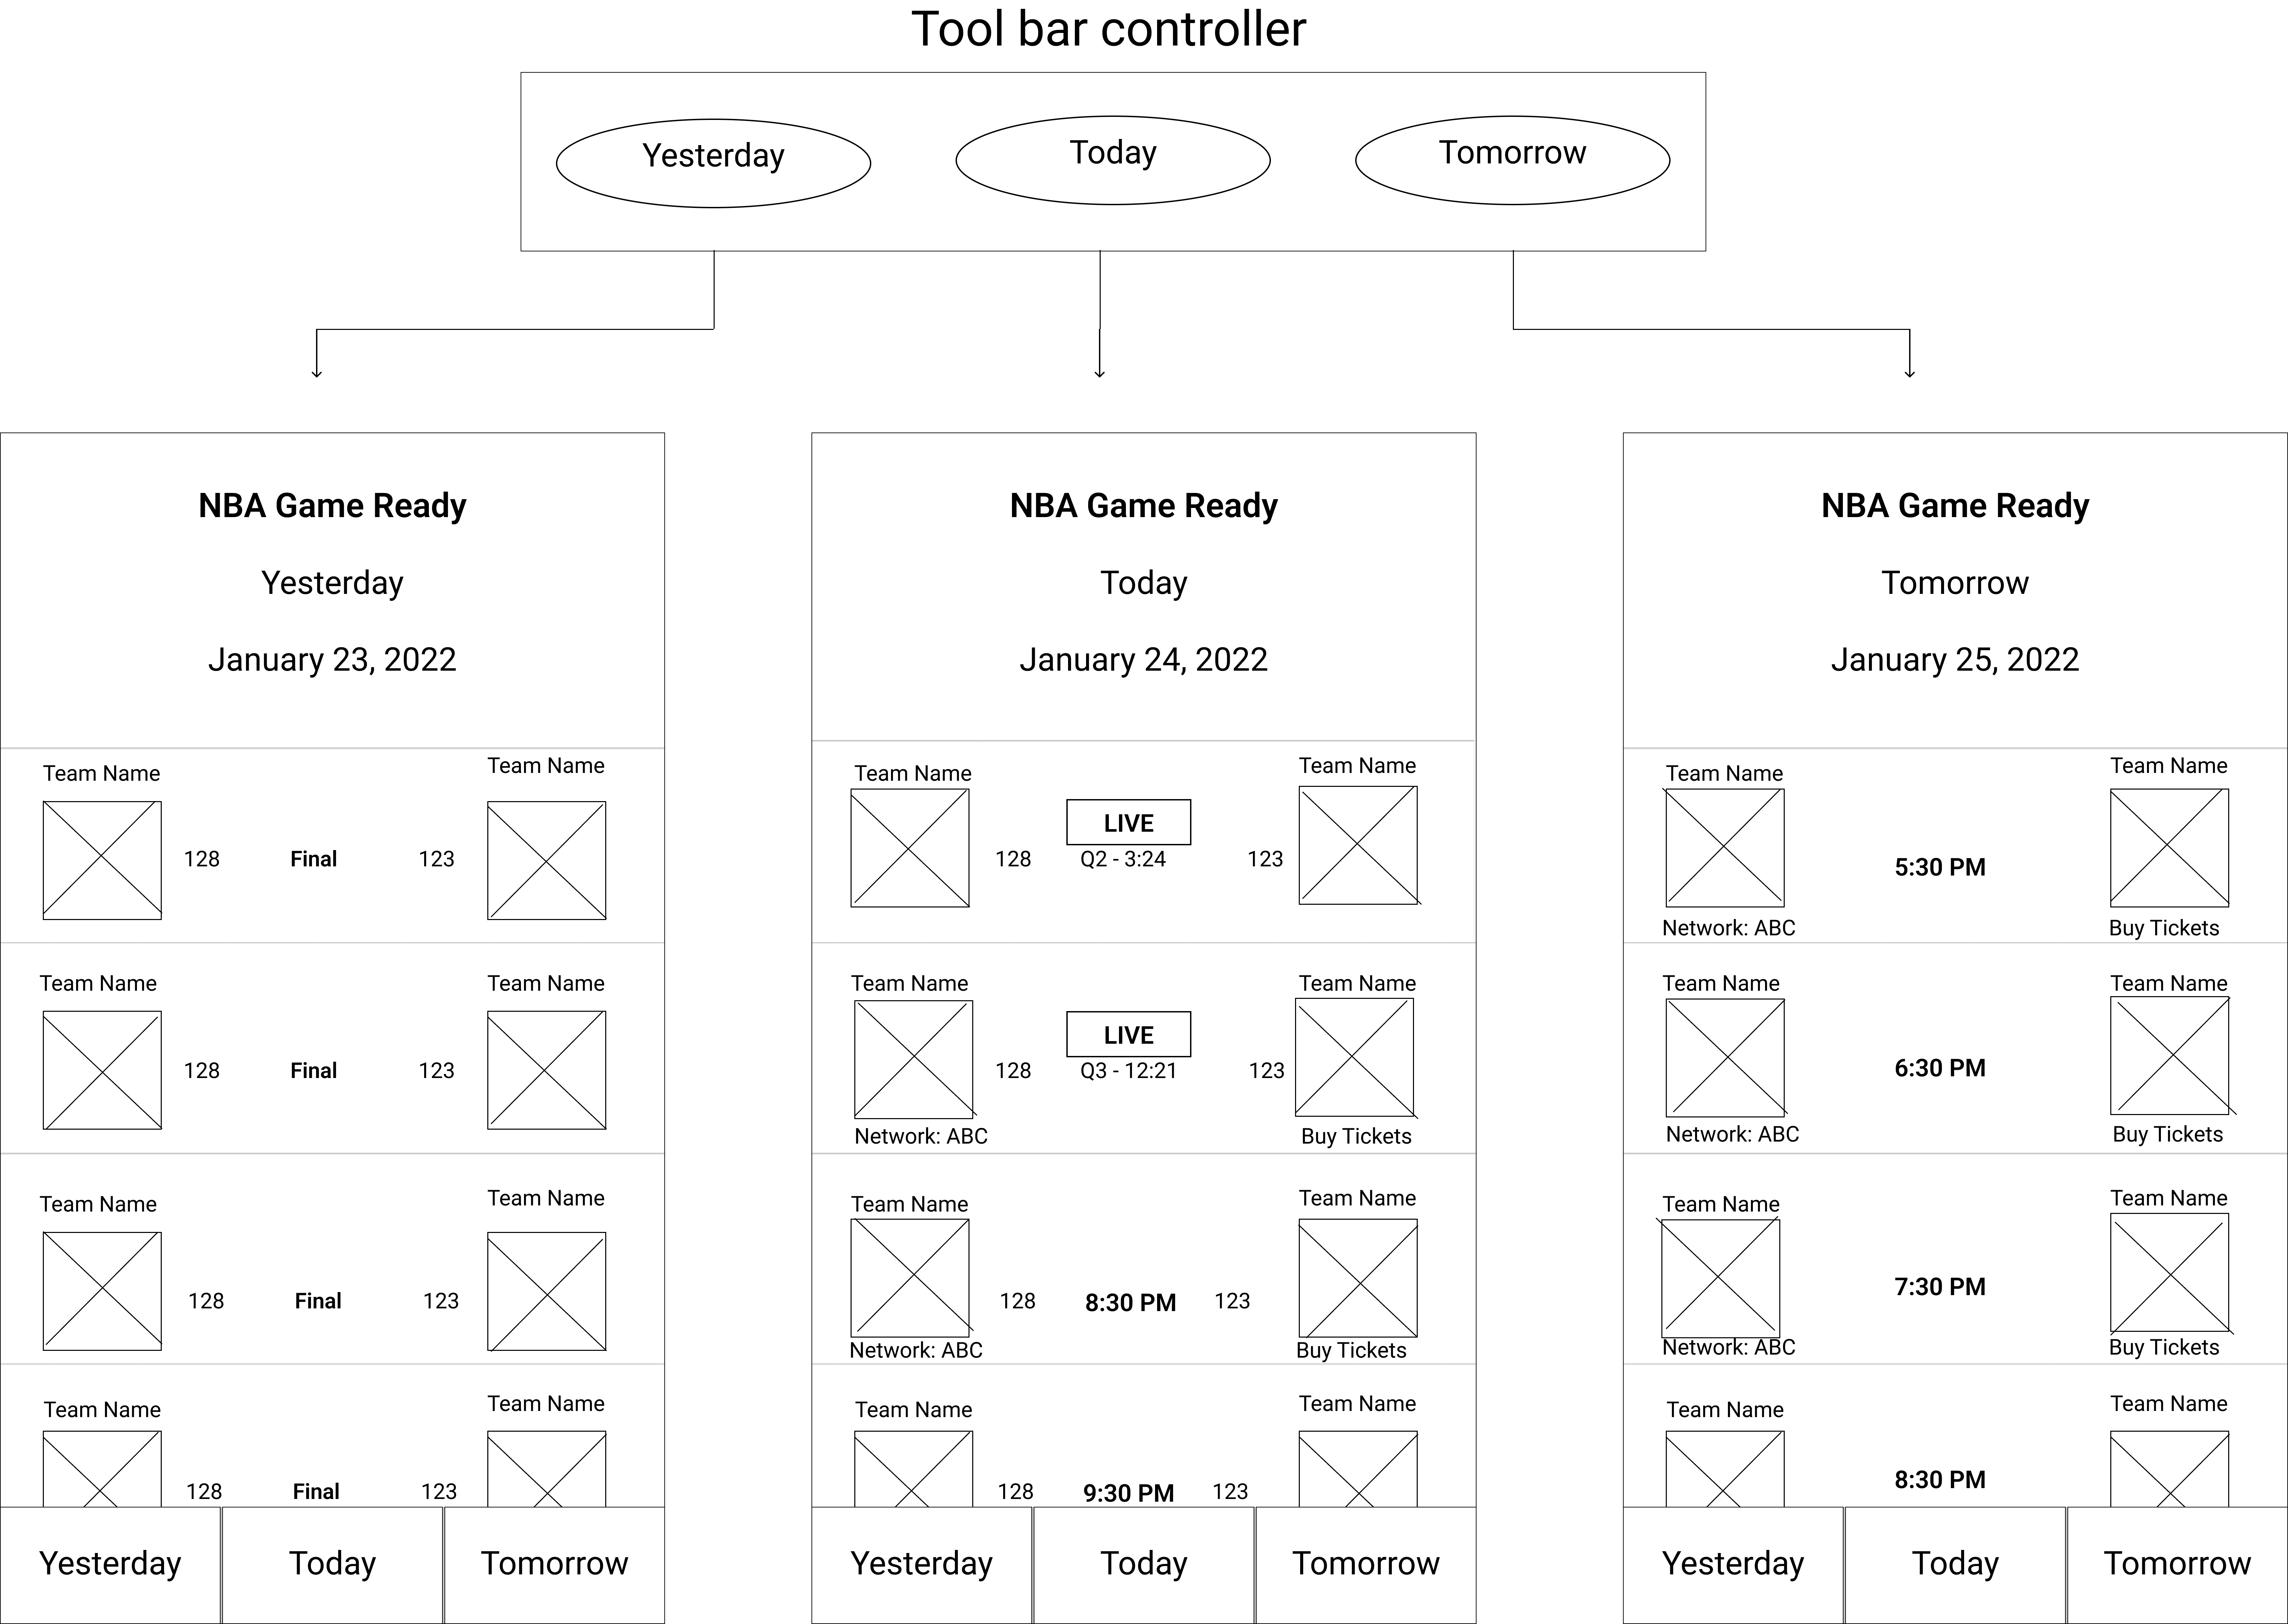 Tool bar controller
Yesterday
Today
Tomorrow
NBA Game Ready
Yesterday
January 23, 2022
Team Name
Team Name
128
Final
123
Team Name
Team Name
128
Final
123
Team Name
Team Name
128
Final
123
Team Name
Team Name
128
Final
123
Yesterday
Today
Tomorrow
NBA Game Ready
Today
January 24, 2022
Team Name
Team Name
LIVE
128
Q2 - 3:24
123
Team Name
Team Name
LIVE
128
Q3 - 12:21
123
Network: ABC
Buy Tickets
Team Name
Team Name
128
8:30 PM
123
Network: ABC
Buy Tickets
Team Name
Team Name
128
9:30 PM
123
Yesterday
Today
Tomorrow
NBA Game Ready
Tomorrow
January 25, 2022
Team Name
Team Name
5:30 PM
Network: ABC
Buy Tickets
Team Name
Team Name
6:30 PM
Network: ABC
Buy Tickets
Team Name
Team Name
7:30 PM
Network: ABC
Buy Tickets
Team Name
Team Name
8:30 PM
Yesterday
Today
Tomorrow